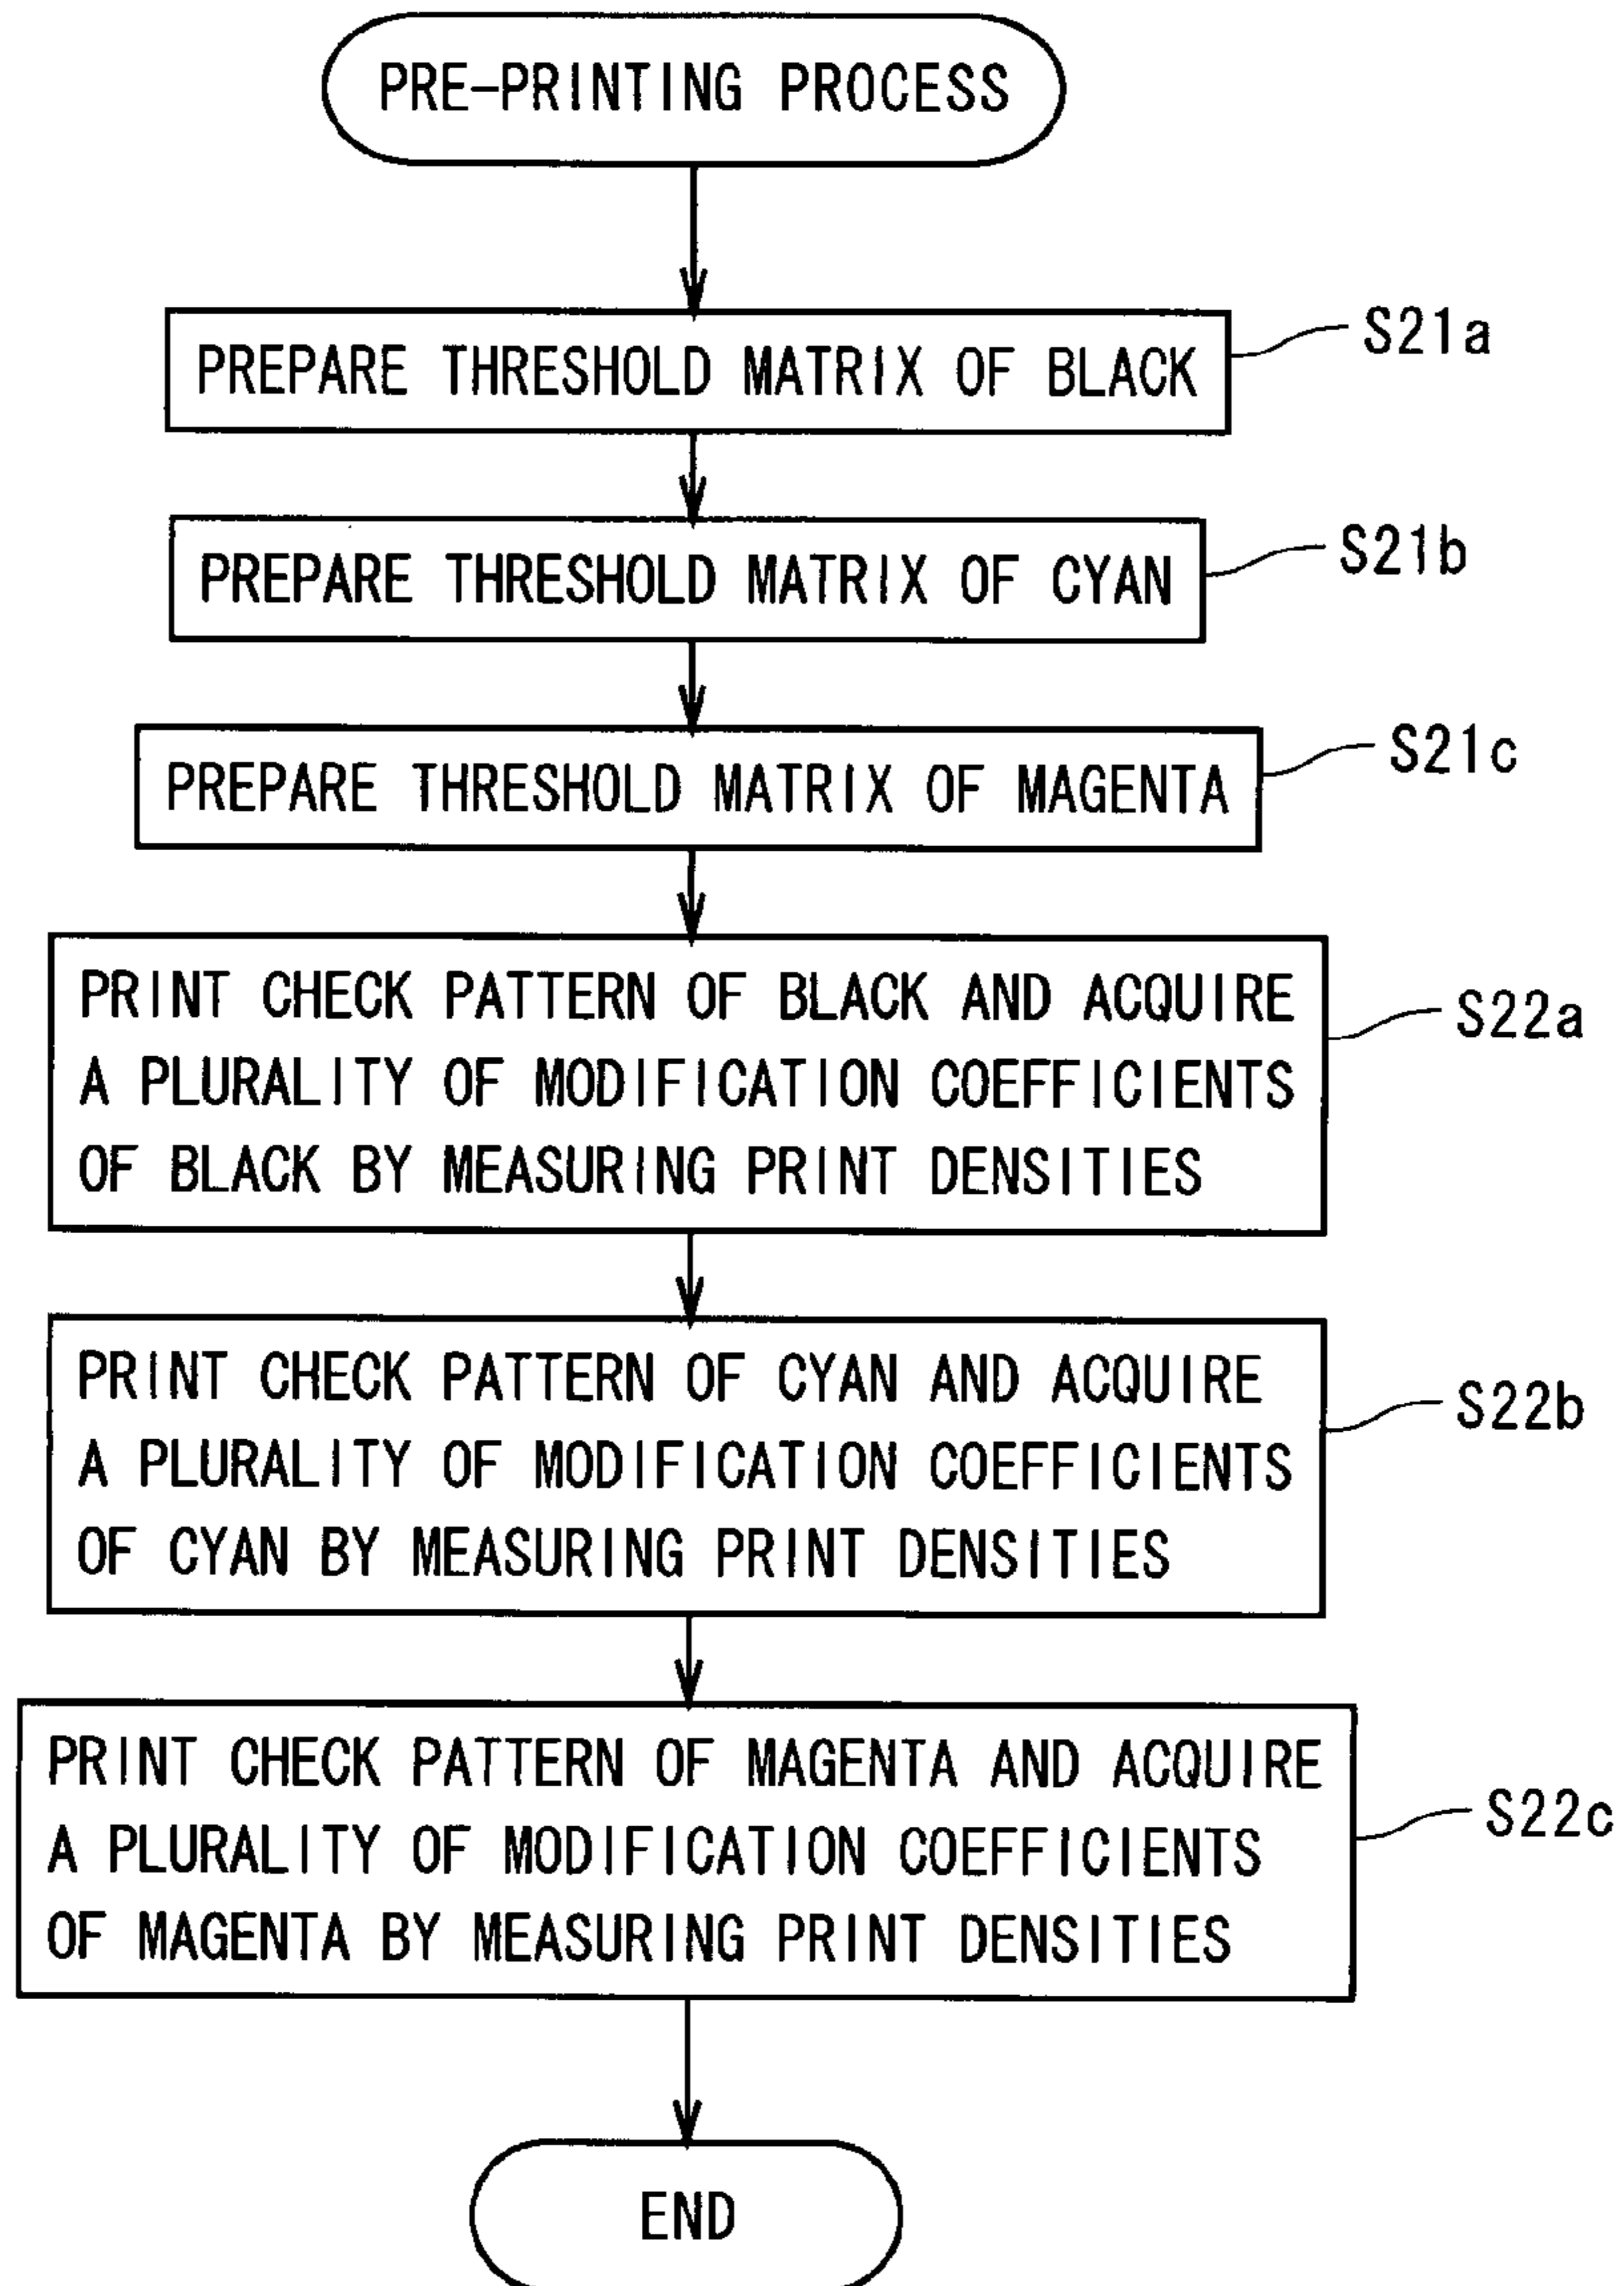 PRE-PRINTING PROCESS
PREPARE THRESHOLD MATRIX OF BLACK
S21a
PREPARE THRESHOLD MATRIX OF CYAN
S21b
PREPARE THRESHOLD MATRIX OF MAGENTA
S21c
PRINT CHECK PATTERN OF BLACK AND ACQUIRE
A PLURALITY OF MODIFICATION COEFFICIENTS
OF BLACK BY MEASURING PRINT DENSITIES
S22a
PRINT CHECK PATTERN OF CYAN AND ACQUIRE
A PLURALITY OF MODIFICATION COEFFICIENTS
OF CYAN BY MEASURING PRINT DENSITIES
S22b
PRINT CHECK PATTERN OF MAGENTA AND ACQUIRE
A PLURALITY OF MODIFICATION COEFFICIENTS
OF MAGENTA BY MEASURING PRINT DENSITIES
S22c
END